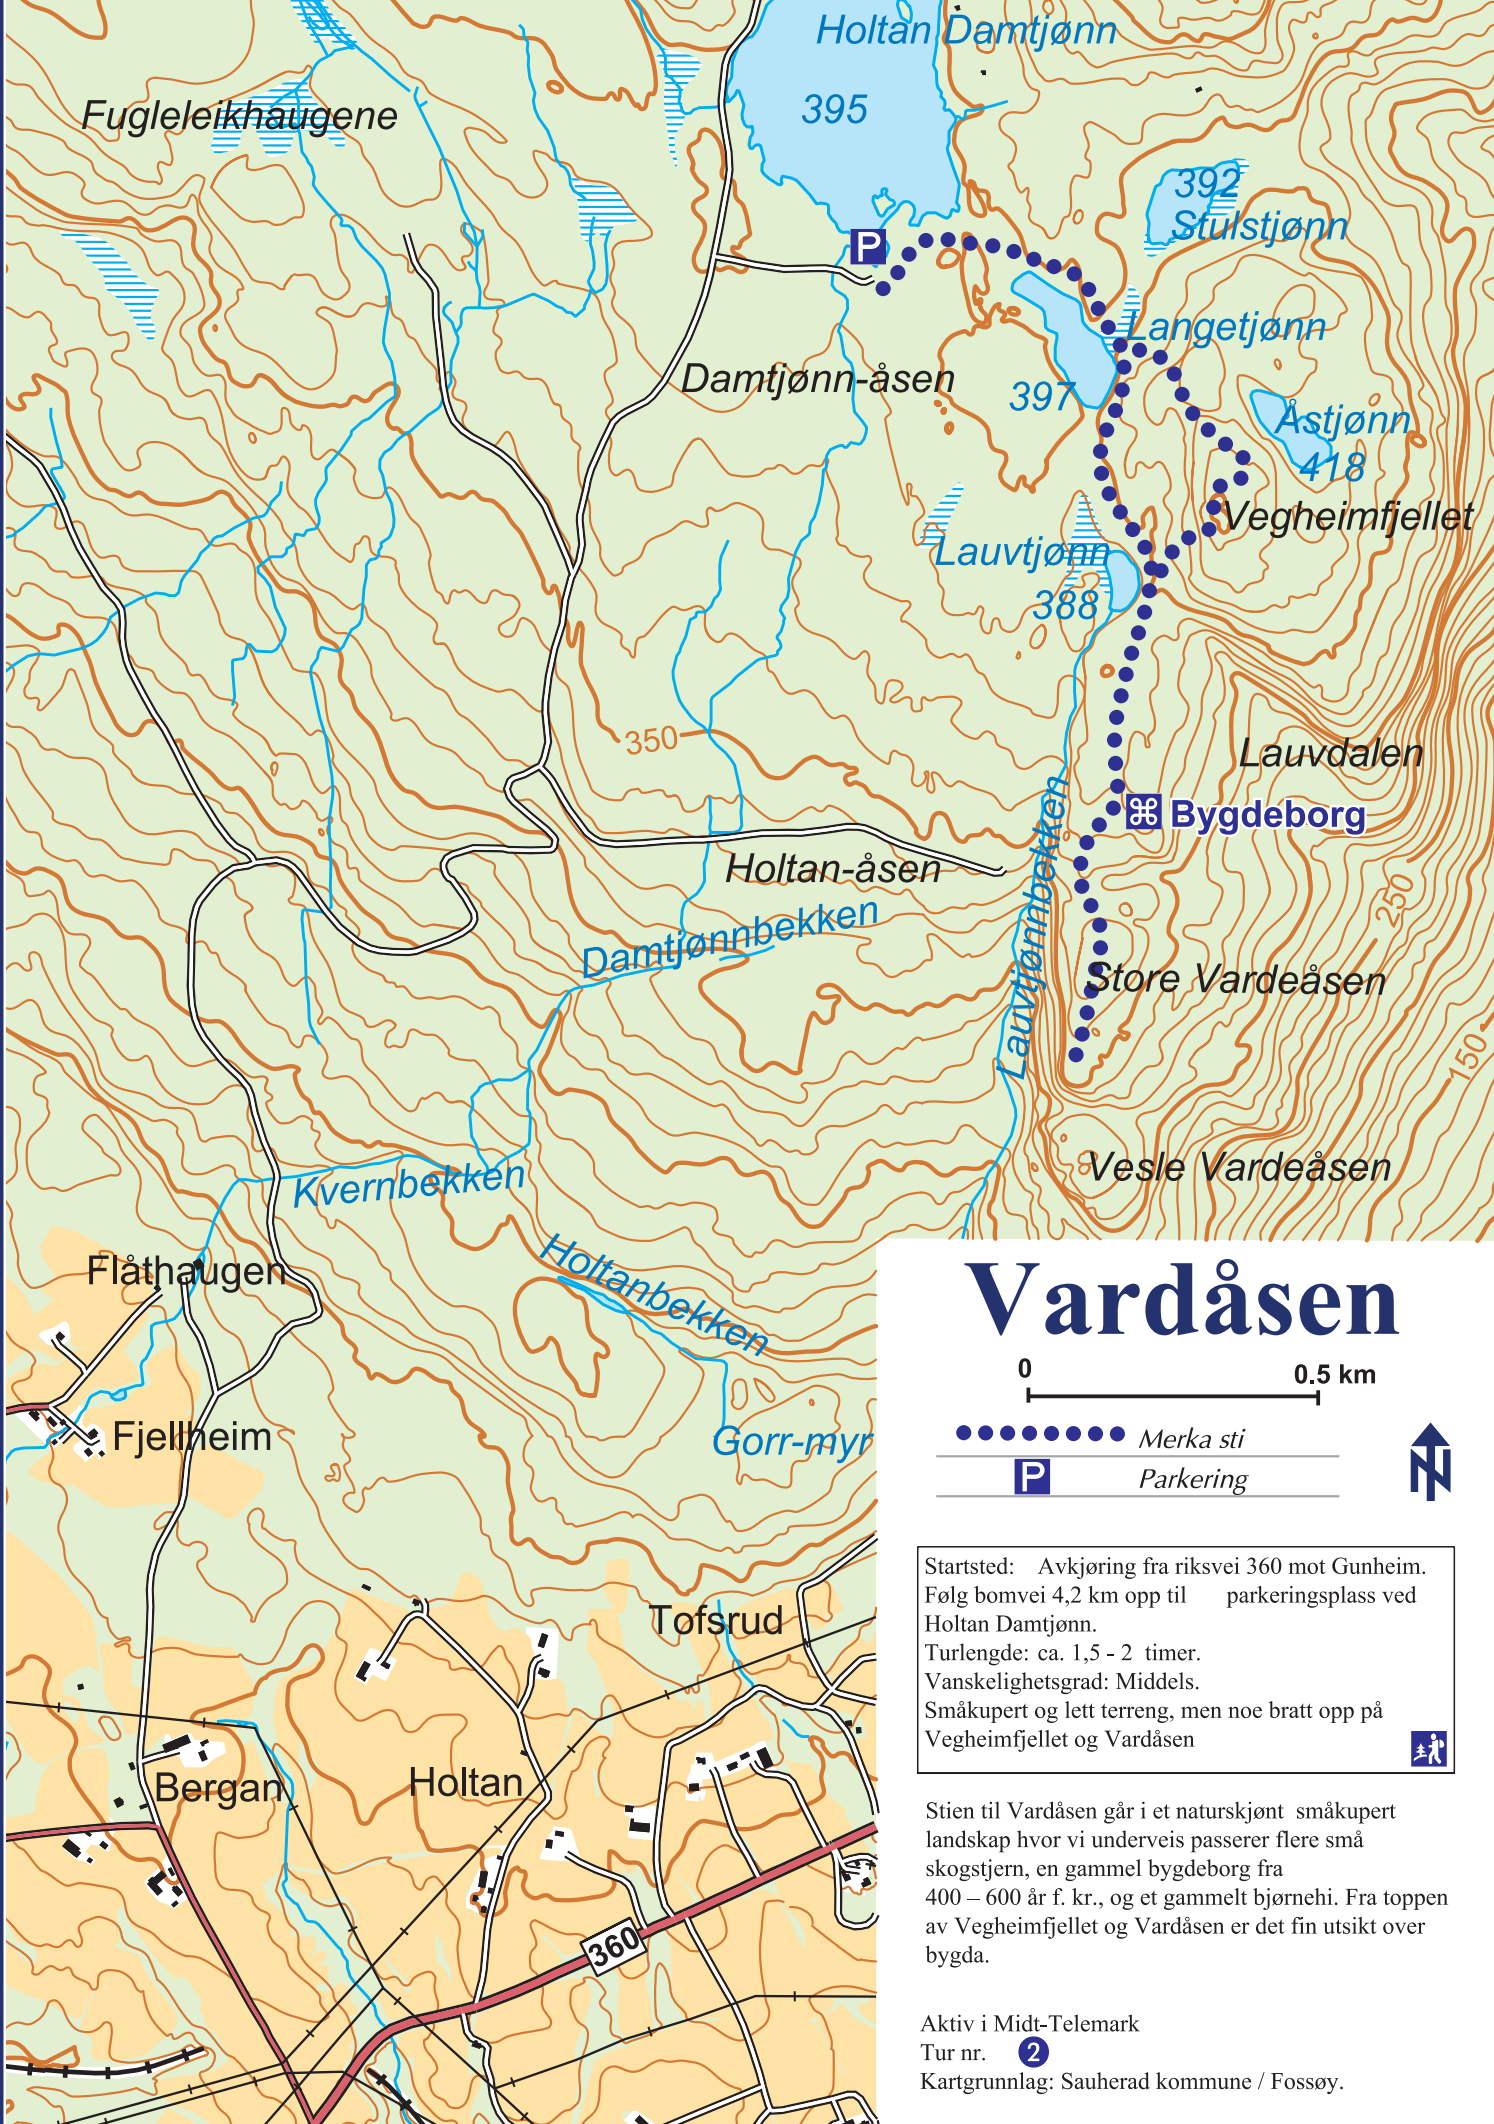 Holtan Damtjønn
395
Fugleleikhaugene
392
Stulstjønn
P
Langetjønn
Damtjønn-åsen
397
Åstjønn
418
Vegheimfjellet
Lauvtjønn
388
350
Lauvdalen
⌘ Bygdeborg
Holtan-åsen
Lauvtjønnbekken
250
Damtjønnbekken
Store Vardeåsen
150
Kvernbekken
Vesle Vardeåsen
Holtanbekken
Flåthaugen
Fjellheim
Gorr-myr
Tofsrud
Bergan
Holtan
360
Vardåsen
0 0.5 km
Merka sti
P Parkering
N
Startsted: Avkjøring fra riksvei 360 mot Gunheim.
Følg bomvei 4,2 km opp til parkeringsplass ved
Holtan Damtjønn.
Turlengde: ca. 1,5 - 2 timer.
Vanskelighetsgrad: Middels.
Småkupert og lett terreng, men noe bratt opp på
Vegheimfjellet og Vardåsen
Stien til Vardåsen går i et naturskjønt småkupert
landskap hvor vi underveis passerer flere små
skogstjern, en gammel bygdeborg fra
400 – 600 år f. kr., og et gammelt bjørnehi. Fra toppen
av Vegheimfjellet og Vardåsen er det fin utsikt over
bygda.
Aktiv i Midt-Telemark
Tur nr. 2
Kartgrunnlag: Sauherad kommune / Fossøy.